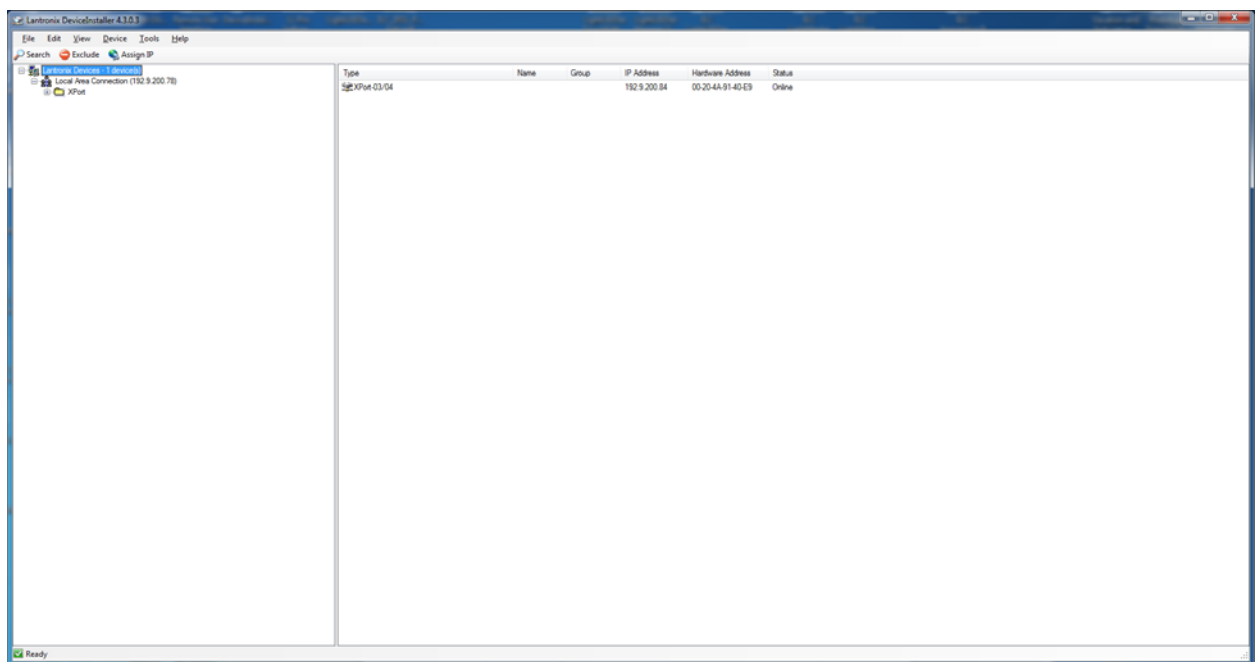 Lantronix DeviceInstaller 4.3.0.3
File Edit View Device Tools Help
Search Exclude Assign IP
Lantronix Devices - 1 device(s)
Local Area Connection (192.9.200.78)
XPort
Type Name Group IP Address Hardware Address Status
XPort-03/04 192.9.200.84 00-20-4A-91-40-E9 Online
Ready